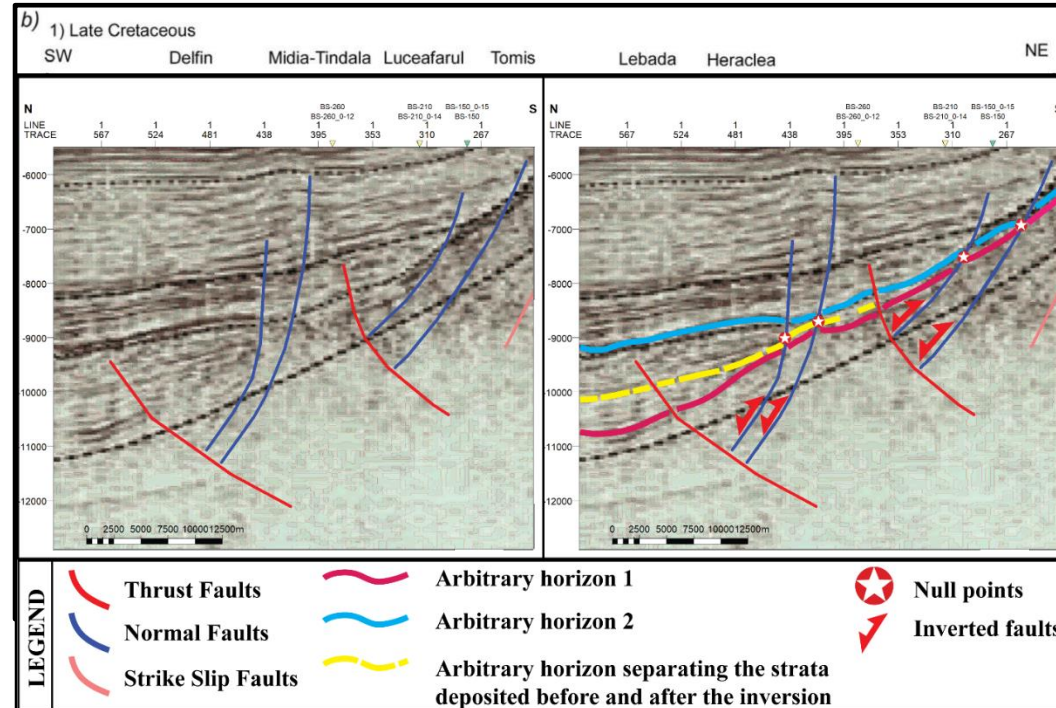 b)
1) Late Cretaceous
SW Delfin Midia-Tindala Luceafarul Tomis Lebada Heraclea NE
BS-260 BS-210 BS-150_0-15
N BS-260_0-12 BS-210_0-14 BS-150 S
LINE 1 1 1 1 1 1 1 1
TRACE 567 524 481 438 395 353 310 267
-6000
-7000
-8000
-9000
-10000
-11000
-12000
0 2500 5000 7500 10000 12500m
BS-260 BS-210 BS-150_0-15
N BS-260_0-12 BS-210_0-14 BS-150 S
LINE 1 1 1 1 1 1 1 1
TRACE 567 524 481 438 395 353 310 267
-6000
-7000
-8000
-9000
-10000
-11000
-12000
0 2500 5000 7500 10000 12500m
LEGEND
Thrust Faults
Normal Faults
Strike Slip Faults
Arbitrary horizon 1
Arbitrary horizon 2
Arbitrary horizon separating the strata
deposited before and after the inversion
Null points
Inverted faults